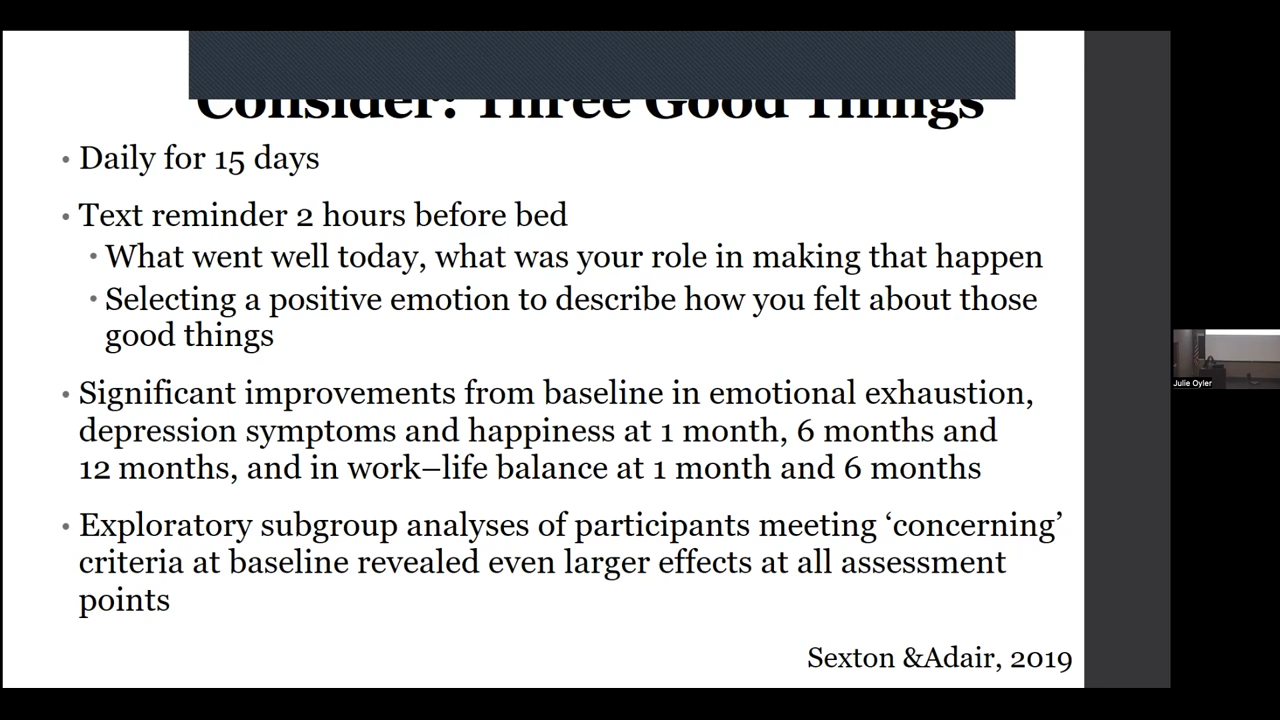 Consider: Three Good Things
• Daily for 15 days
• Text reminder 2 hours before bed
• What went well today, what was your role in making that happen
• Selecting a positive emotion to describe how you felt about those
good things
• Significant improvements from baseline in emotional exhaustion,
depression symptoms and happiness at 1 month, 6 months and
12 months, and in work–life balance at 1 month and 6 months
• Exploratory subgroup analyses of participants meeting ‘concerning’
criteria at baseline revealed even larger effects at all assessment
points
Sexton &Adair, 2019
Julie Oyler